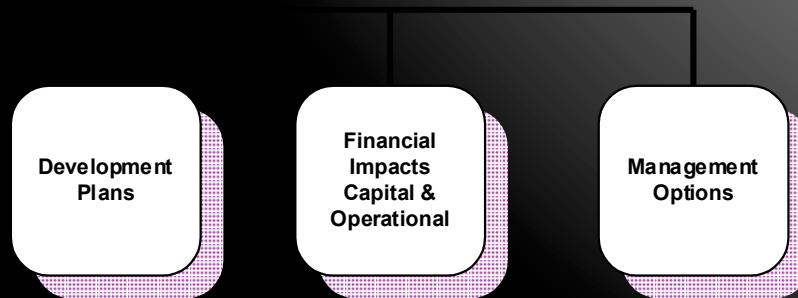 Development
Plans
Financial
Impacts
Capital &
Operational
Management
Options